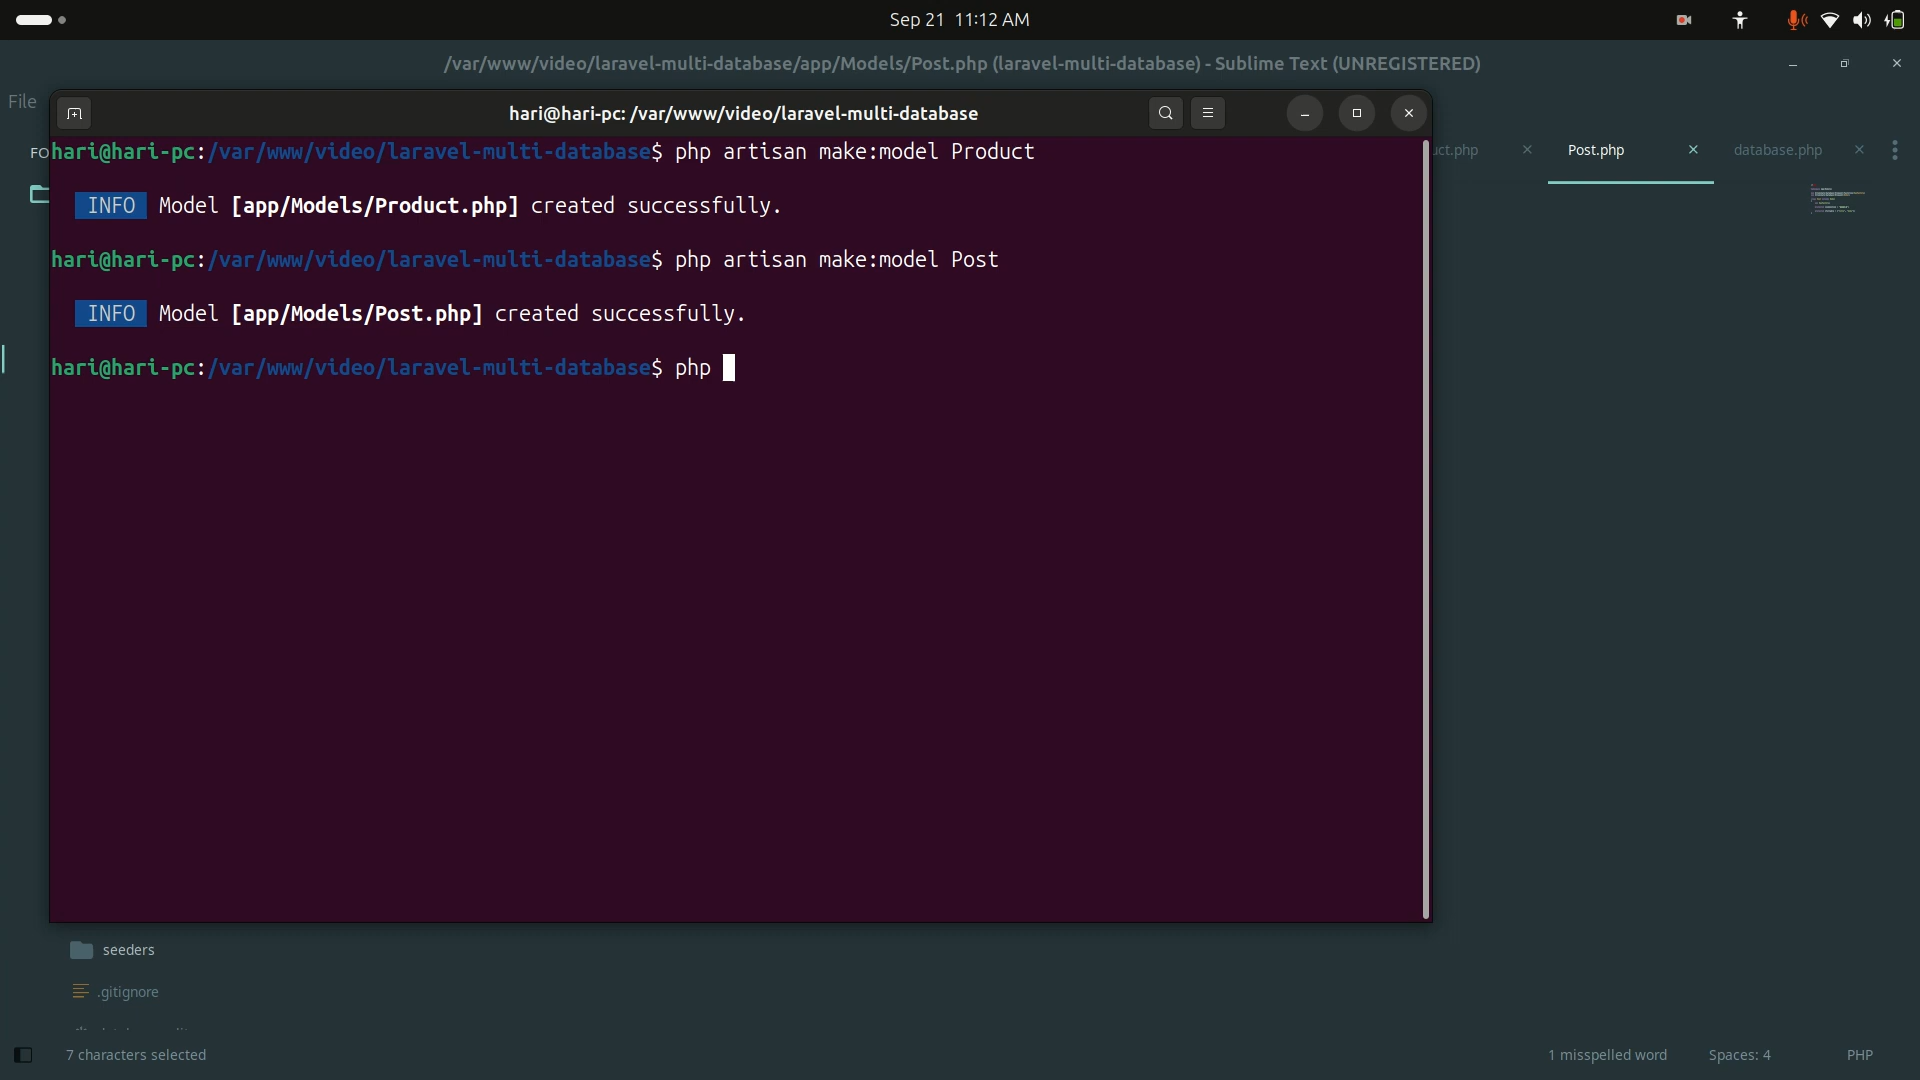 Sep 21 11:12 AM
/var/www/video/laravel-multi-database/app/Models/Post.php (laravel-multi-database) - Sublime Text (UNREGISTERED)
File
hari@hari-pc: /var/www/video/laravel-multi-database
FO
hari@hari-pc:/var/www/video/laravel-multi-database$ php artisan make:model Product
uct.php
Post.php
database.php
INFO Model [app/Models/Product.php] created successfully.
hari@hari-pc:/var/www/video/laravel-multi-database$ php artisan make:model Post
INFO Model [app/Models/Post.php] created successfully.
hari@hari-pc:/var/www/video/laravel-multi-database$ php
seeders
.gitignore
7 characters selected
1 misspelled word
Spaces: 4
PHP